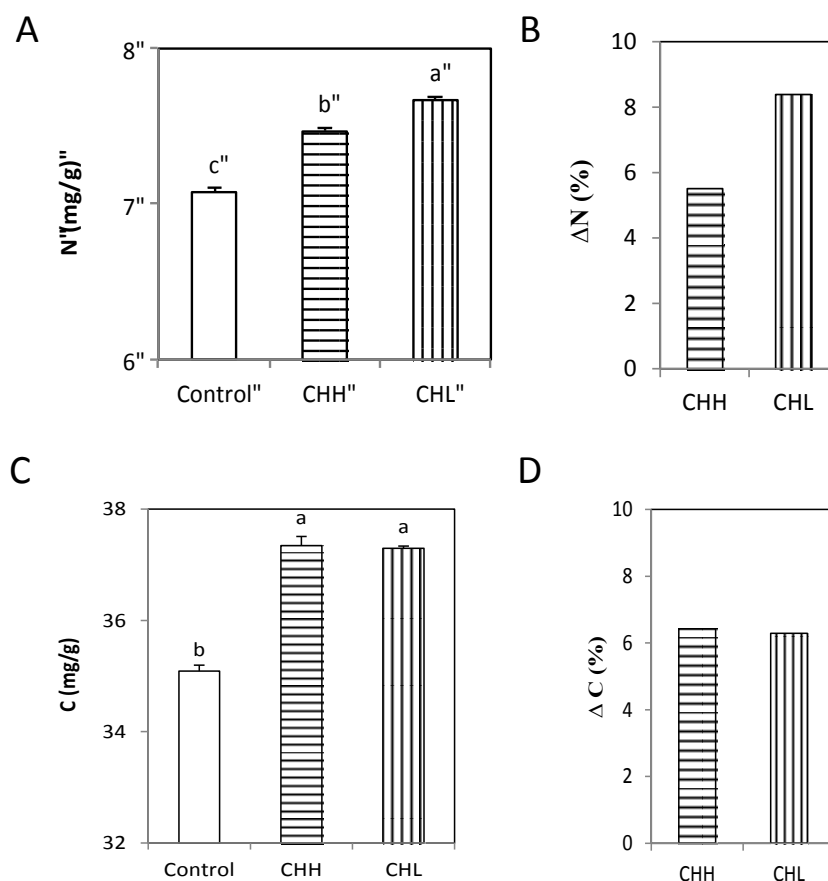 A
8"
7"
6"
N"(mg/g)"
c"
b"
a"
Control" CHH" CHL"
B
10
8
6
4
2
0
ΔN (%)
CHH CHL
C
38
36
34
32
C (mg/g)
b
a
a
Control CHH CHL
D
10
8
6
4
2
0
Δ C (%)
CHH CHL